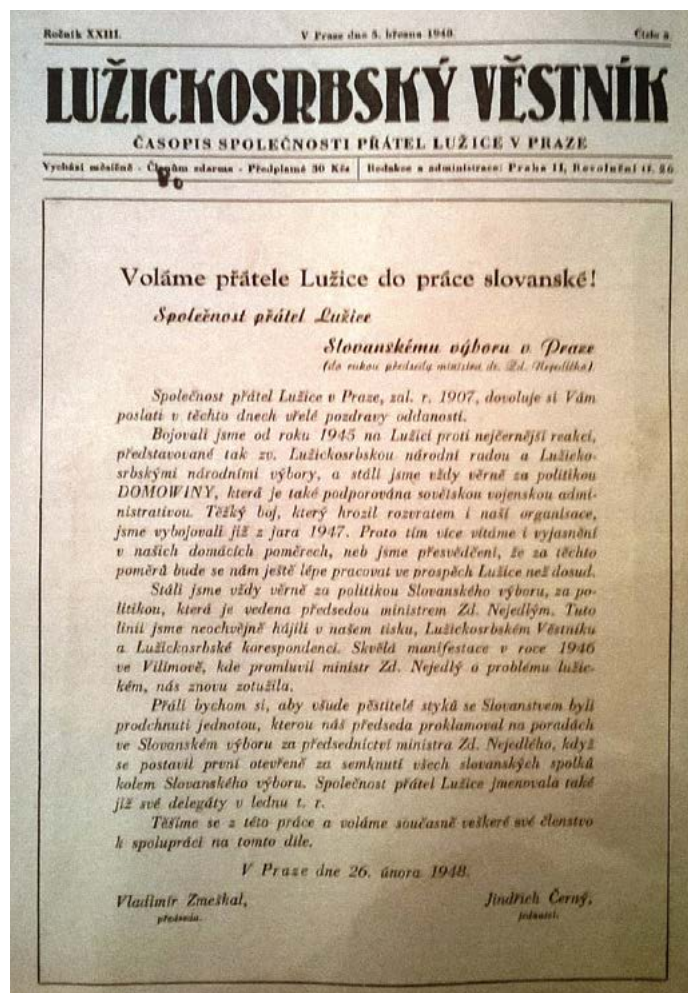 Ročník XXIII. V Praze dne 5. března 1948. Číslo 3
LUŽICKOSRBSKÝ VĚSTNÍK
ČASOPIS SPOLEČNOSTI PŘÁTEL LUŽICE V PRAZE
Vychází měsíčně - Členům zdarma - Předplatné 30 Kčs Redakce a administrace: Praha II, Revoluční tř. 26
Voláme přátele Lužice do práce slovanské!
Společnost přátel Lužice
Slovanskému výboru v Praze
(do rukou předsedy ministra dr. Zd. Nejedlého)
Společnost přátel Lužice v Praze, zal. r. 1907, dovoluje si Vám
poslati v těchto dnech vřelé pozdravy oddanosti.
Bojovali jsme od roku 1945 na Lužici proti nejčernější reakci,
představované tak zv. Lužickosrbskou národní radou a Lužicko-
srbskými národními výbory, a stáli jsme vždy věrně za politikou
DOMOWINY, která je také podporována sovětskou vojenskou admi-
nistrativou. Těžký boj, který hrozil rozvratem i naší organisace,
jsme vybojovali již z jara 1947. Proto tím více vítáme i vyjasnění
v našich domácích poměrech, neb jsme přesvědčeni, že za těchto
poměrů bude se nám ještě lépe pracovat ve prospěch Lužice než dosud.
Stáli jsme vždy věrně za politikou Slovanského výboru, za po-
litikou, která je vedena předsedou ministrem Zd. Nejedlým. Tuto
linii jsme neochvějně hájili v našem tisku, Lužickosrbském Věstníku
a Lužickosrbské korespondenci. Skvělá manifestace v roce 1946
ve Vilímově, kde promluvil ministr Zd. Nejedlý o problému lužic-
kém, nás znovu zotužila.
Přáli bychom si, aby všude pěstitelé styků se Slovanstvem byli
prodchnuti jednotou, kterou náš předseda proklamoval na poradách
ve Slovanském výboru za předsednictví ministra Zd. Nejedlého, když
se postavil první otevřeně za semknutí všech slovanských spolků
kolem Slovanského výboru. Společnost přátel Lužice jmenovala také
již své delegáty v lednu t. r.
Těšíme se z této práce a voláme současně veškeré své členstvo
k spolupráci na tomto díle.
V Praze dne 26. února 1948.
Vladimír Zmeškal, Jindřich Černý,
předseda. jednatel.